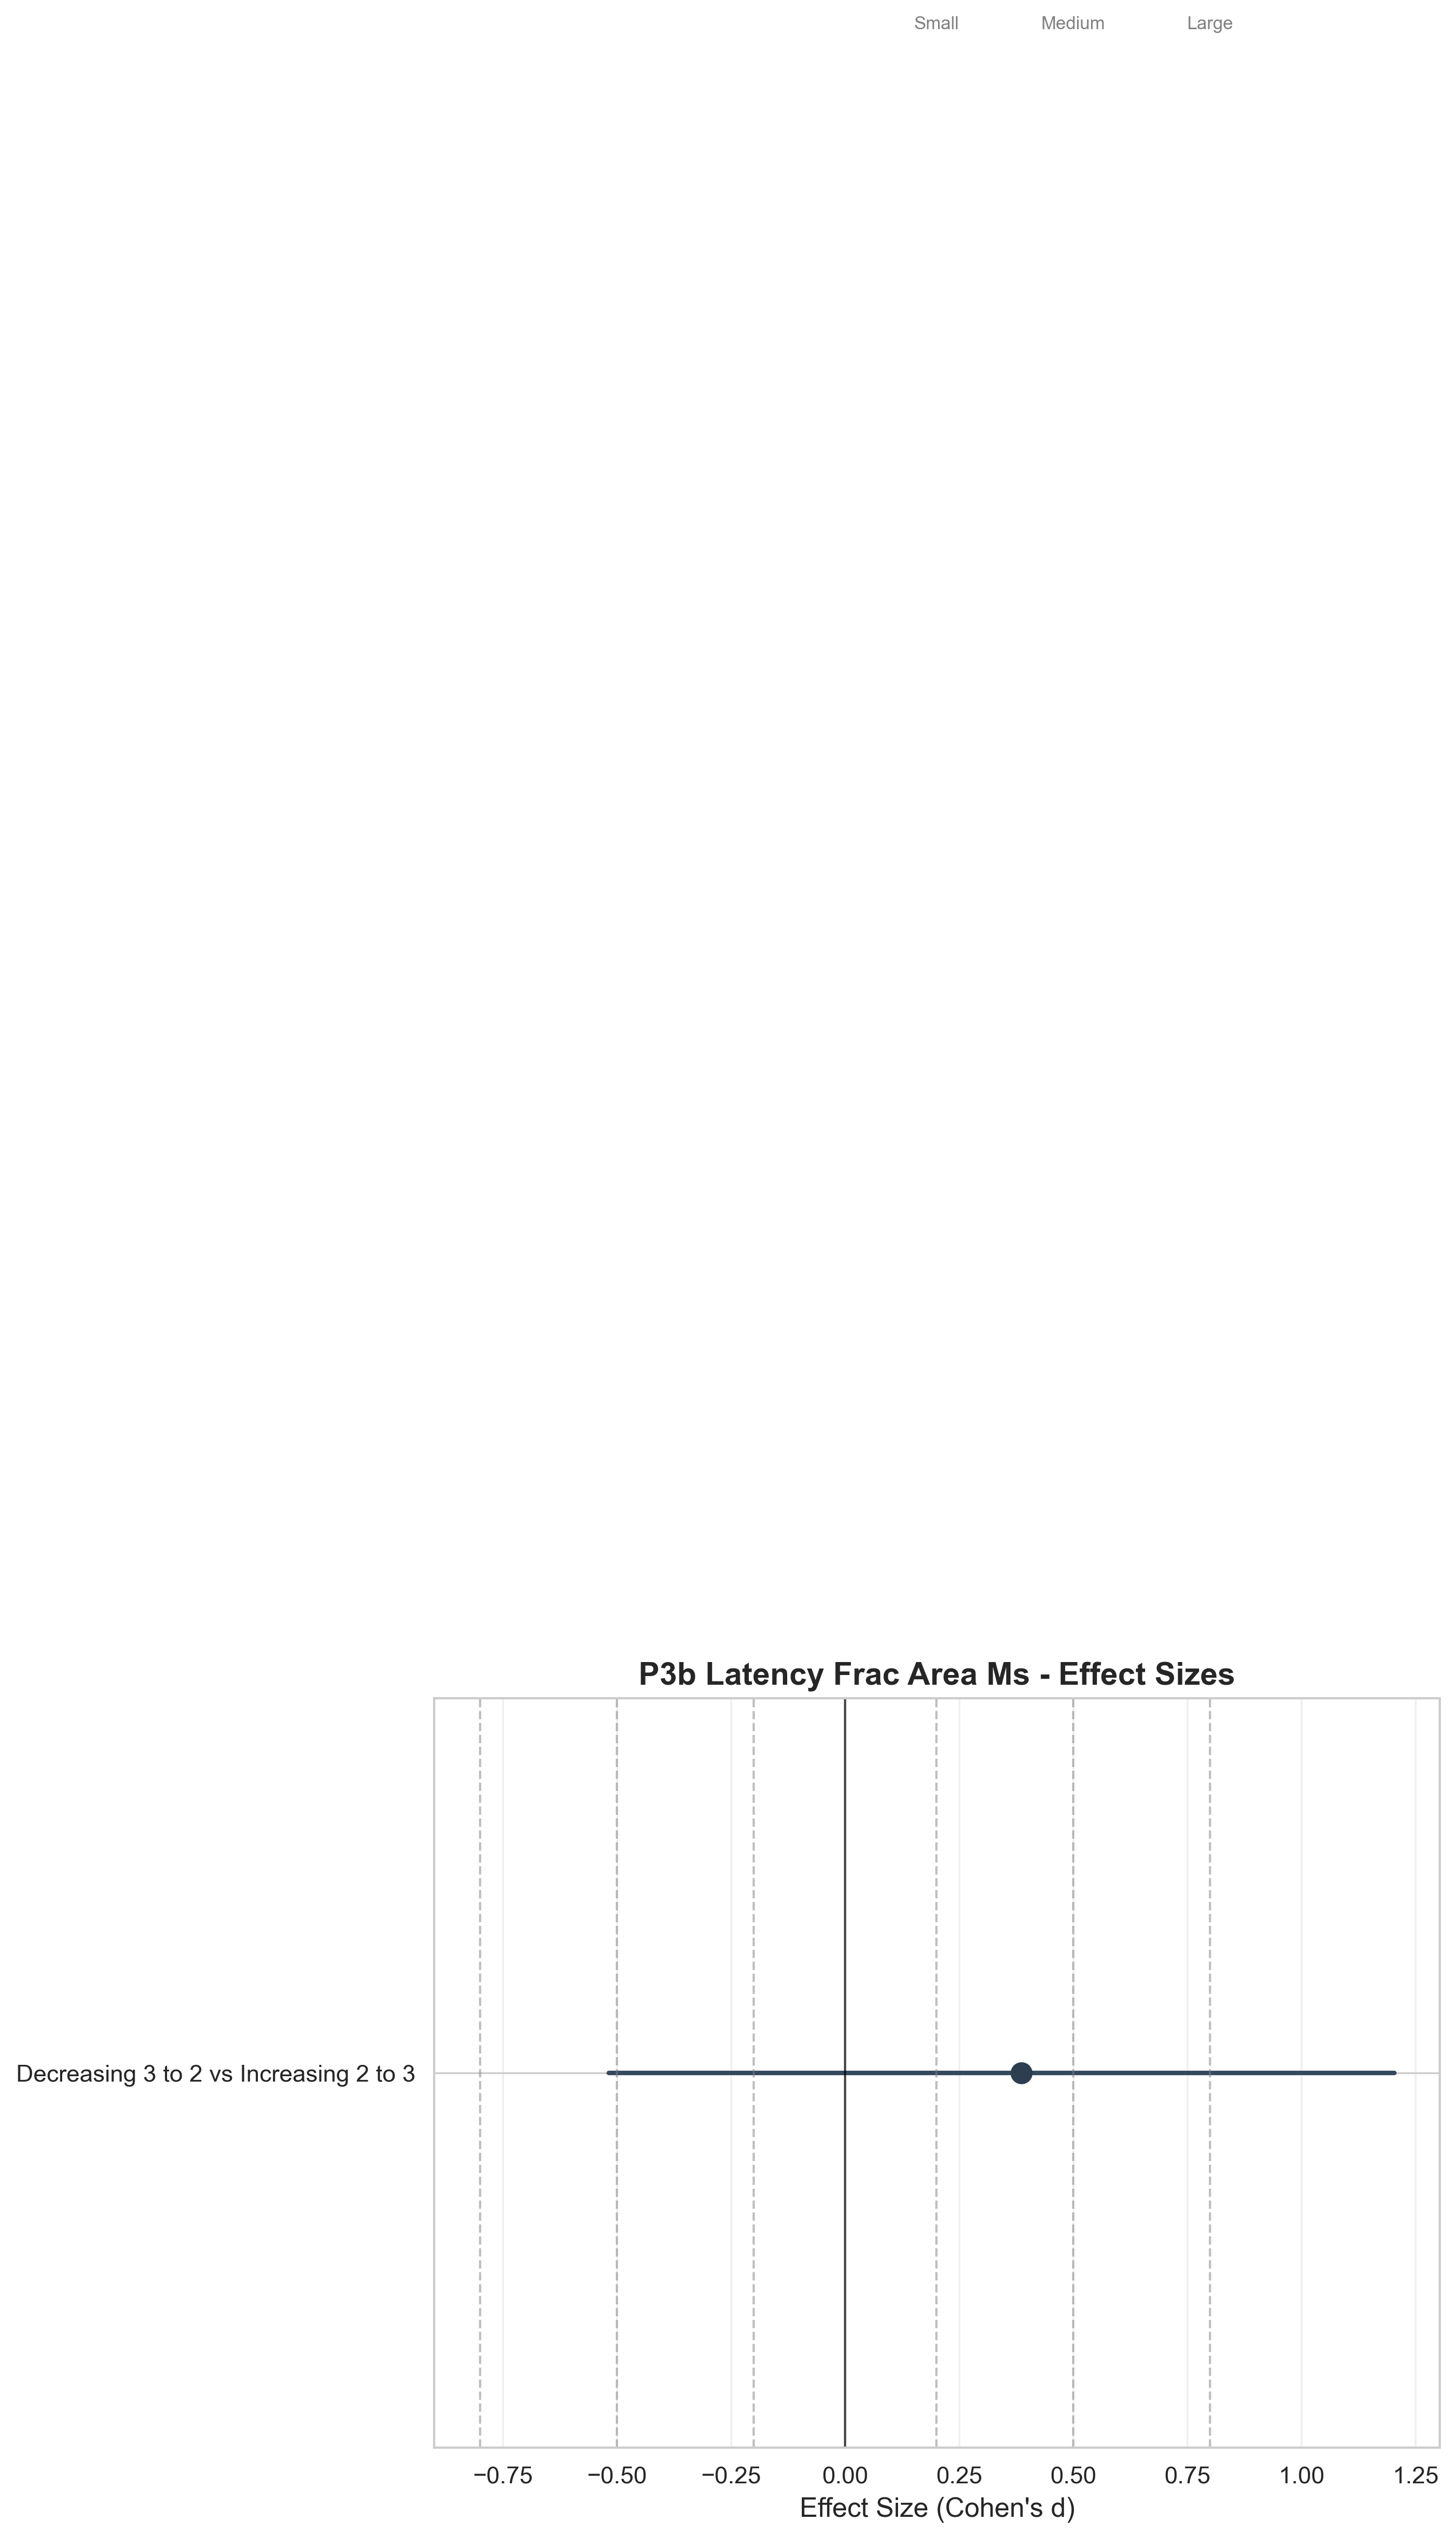 Small Medium Large
P3b Latency Frac Area Ms - Effect Sizes
Decreasing 3 to 2 vs Increasing 2 to 3
−0.75 −0.50 −0.25 0.00 0.25 0.50 0.75 1.00 1.25
Effect Size (Cohen's d)